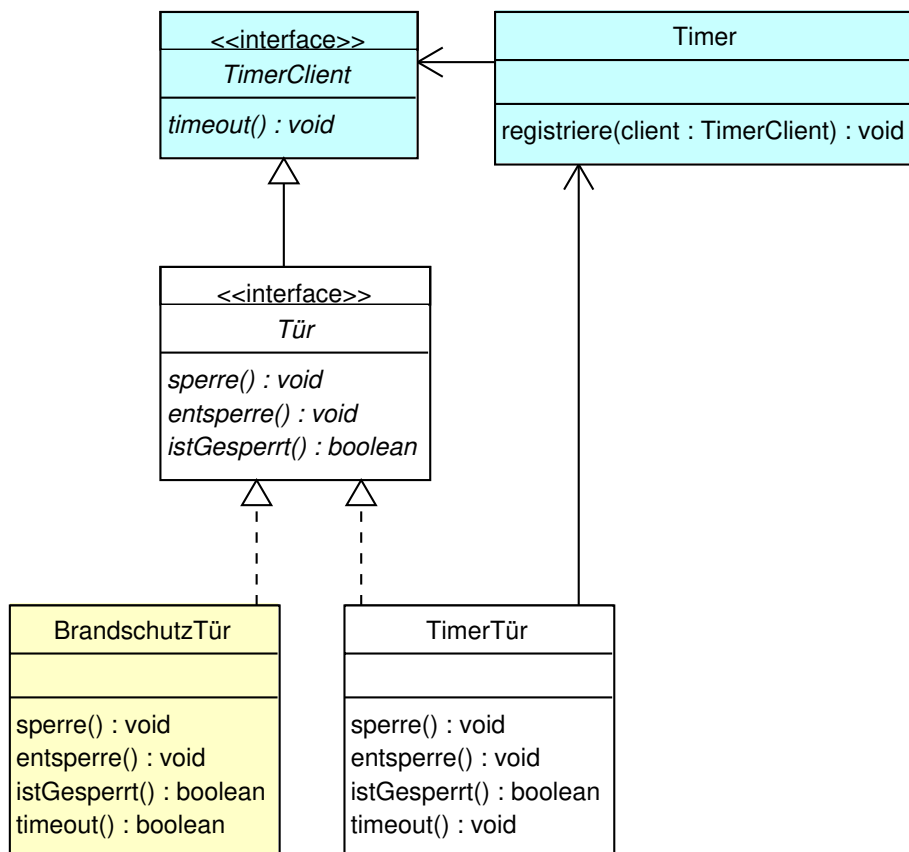 <<interface>>
TimerClient
timeout() : void
Timer
registriere(client : TimerClient) : void
<<interface>>
Tür
sperre() : void
entsperre() : void
istGesperrt() : boolean
BrandschutzTür
sperre() : void
entsperre() : void
istGesperrt() : boolean
timeout() : boolean
TimerTür
sperre() : void
entsperre() : void
istGesperrt() : boolean
timeout() : void